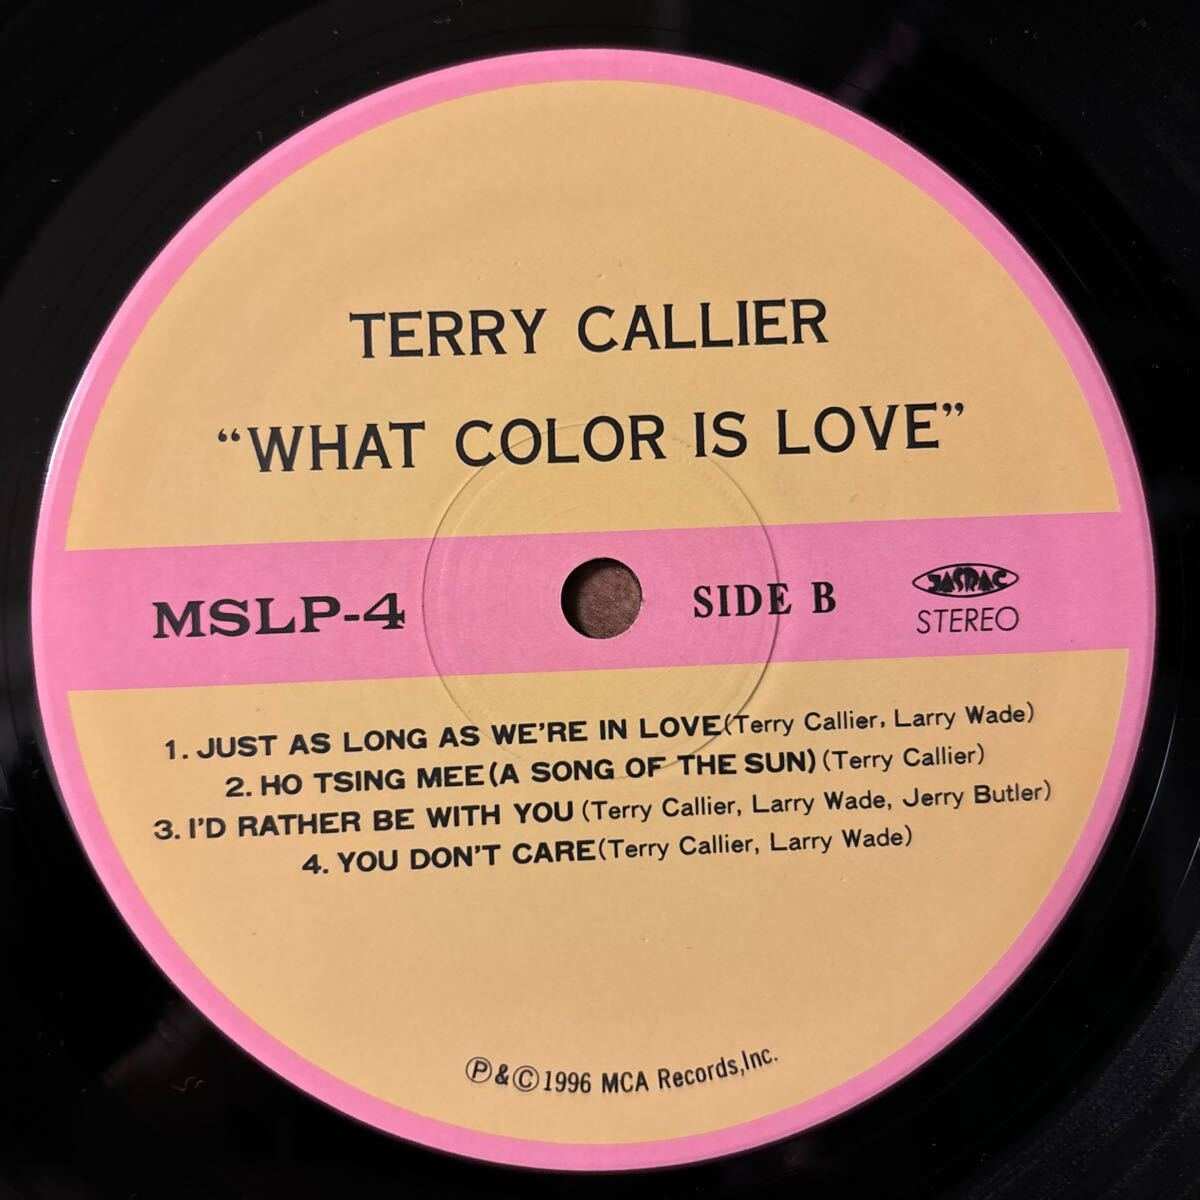 TERRY CALLIER
“WHAT COLOR IS LOVE”
MSLP-4
SIDE B
JASRAC
STEREO
1. JUST AS LONG AS WE'RE IN LOVE(Terry Callier, Larry Wade)
2. HO TSING MEE(A SONG OF THE SUN)(Terry Callier)
3. I'D RATHER BE WITH YOU (Terry Callier, Larry Wade, Jerry Butler)
4. YOU DON'T CARE(Terry Callier, Larry Wade)
Ⓟ&©1996 MCA Records,Inc.